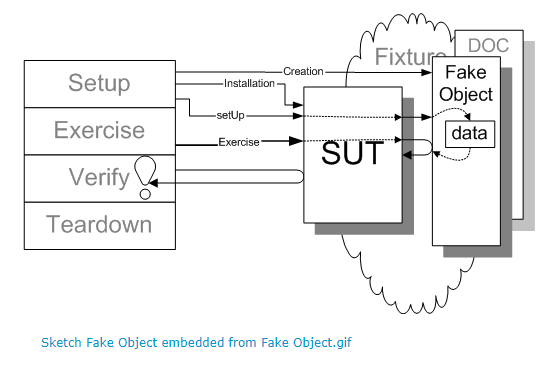 Fixture
DOC
Setup
Creation
Fake
Object
Installation
setUp
Exercise
data
Exercise
SUT
Verify
Teardown
Sketch Fake Object embedded from Fake Object.gif